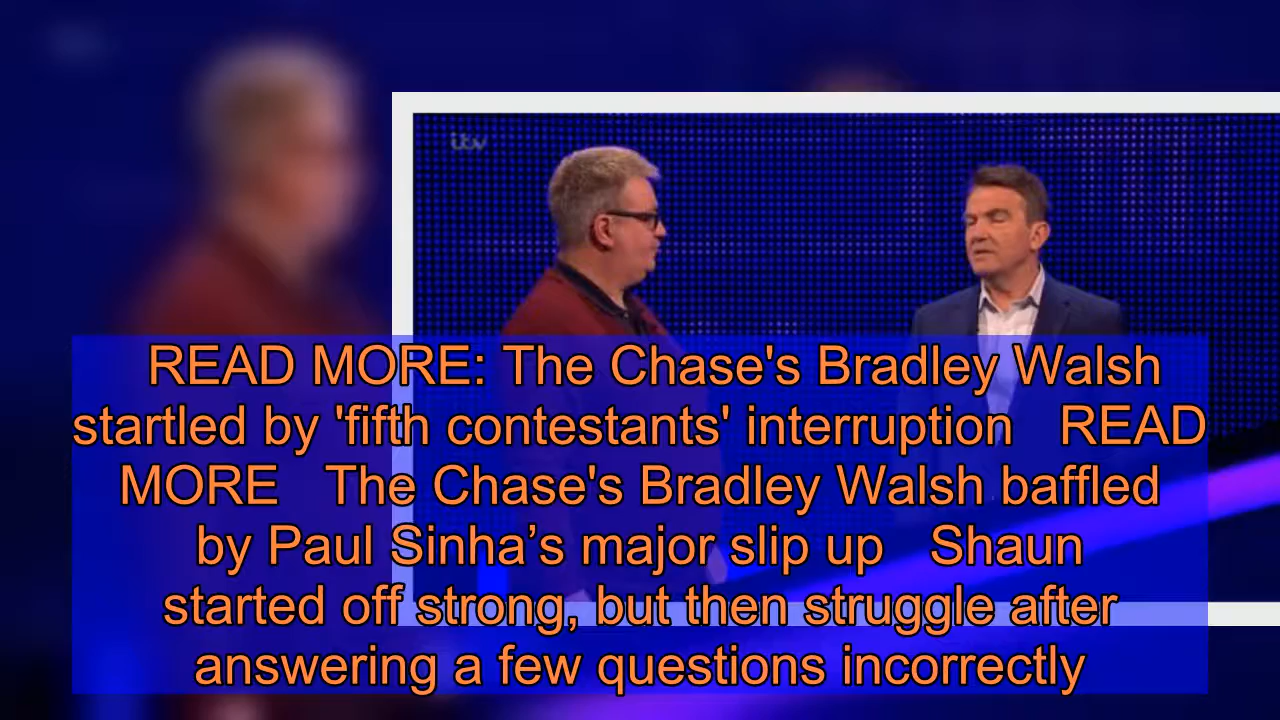 itv
READ MORE: The Chase's Bradley Walsh
startled by 'fifth contestants' interruption READ
MORE The Chase's Bradley Walsh baffled
by Paul Sinha’s major slip up Shaun
started off strong, but then struggle after
answering a few questions incorrectly